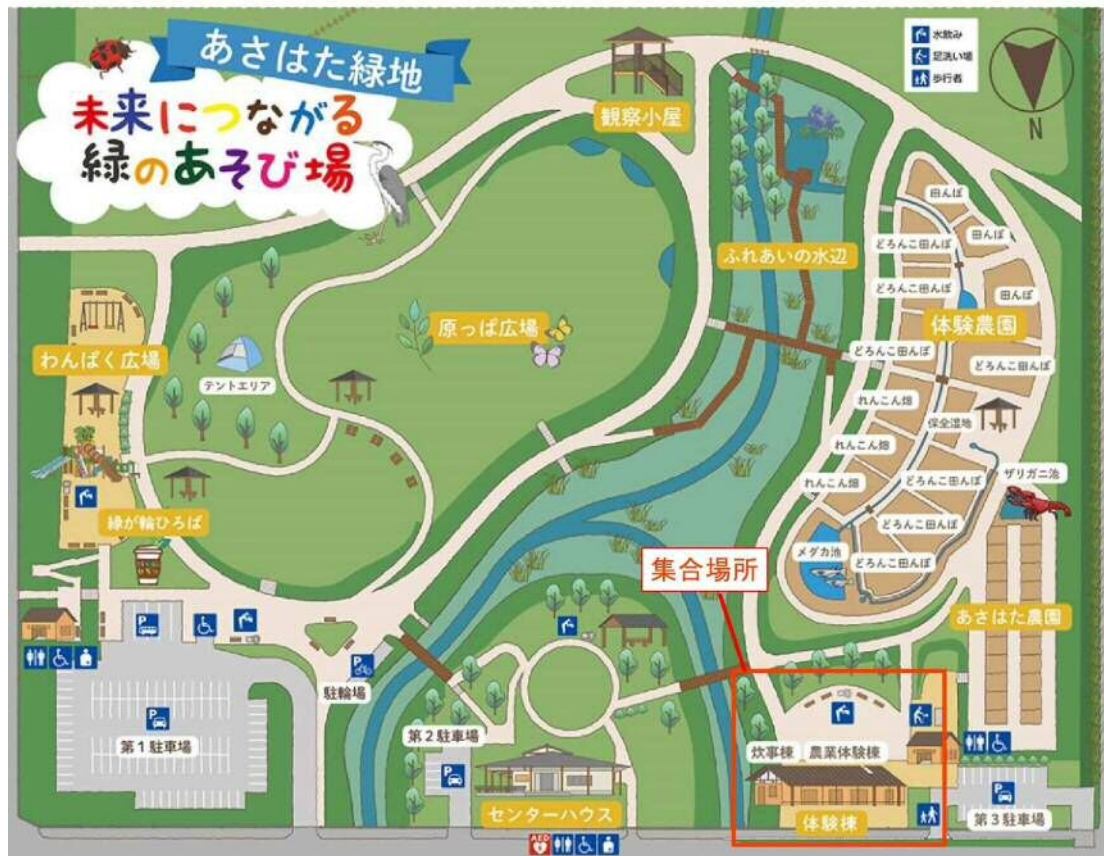 あさはた緑地
未来につながる
緑のあそび場
水飲み
足洗い場
歩行者
N
観察小屋
田んぼ
田んぼ
どろんこ田んぼ
ふれあいの水辺
どろんこ田んぼ
田んぼ
体験農園
原っぱ広場
わんぱく広場
テントエリア
どろんこ田んぼ
どろんこ田んぼ
れんこん畑
保全湿地
れんこん畑
ザリガニ池
れんこん畑
どろんこ田んぼ
縁が輪ひろば
どろんこ田んぼ
メダカ池
どろんこ田んぼ
集合場所
あさはた農園
P
P
駐輪場
P
第1駐車場
第2駐車場
P
炊事棟
農業体験棟
センターハウス
体験棟
P
第3駐車場
AED